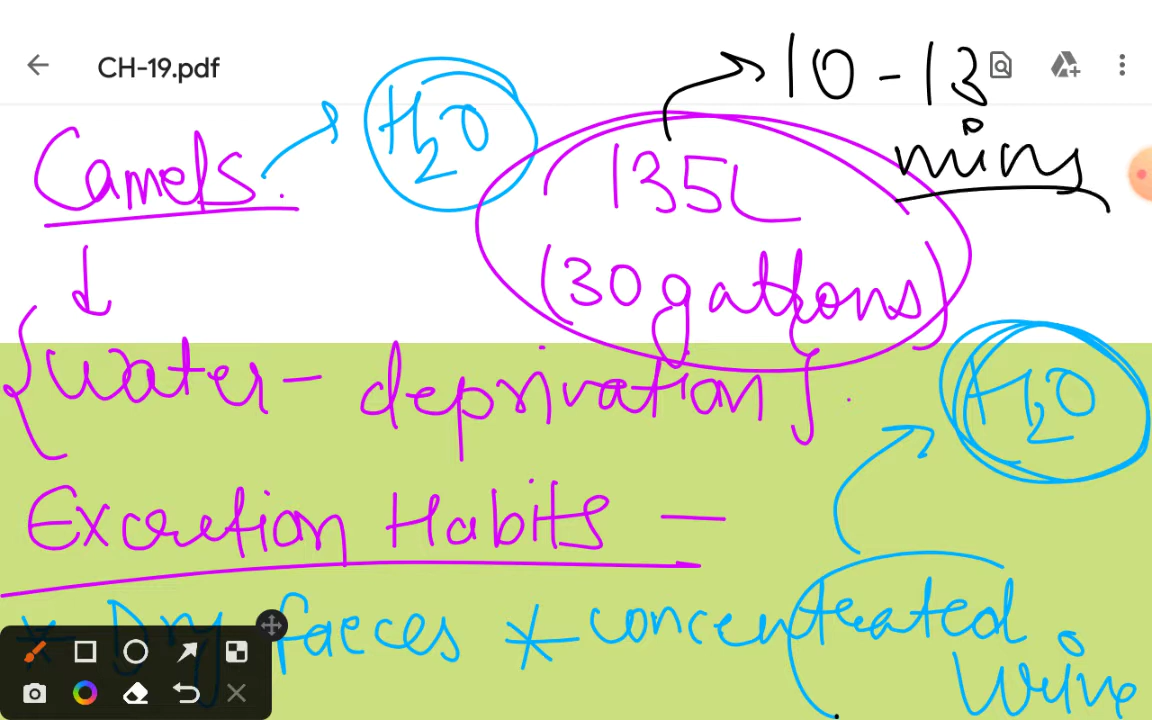 CH-19.pdf
10-13
mins
Camels. H2O 135L
(30 gallons)
{water-deprivation}. H2O
Excretion Habits -
* Dry faeces * concentrated
Urine